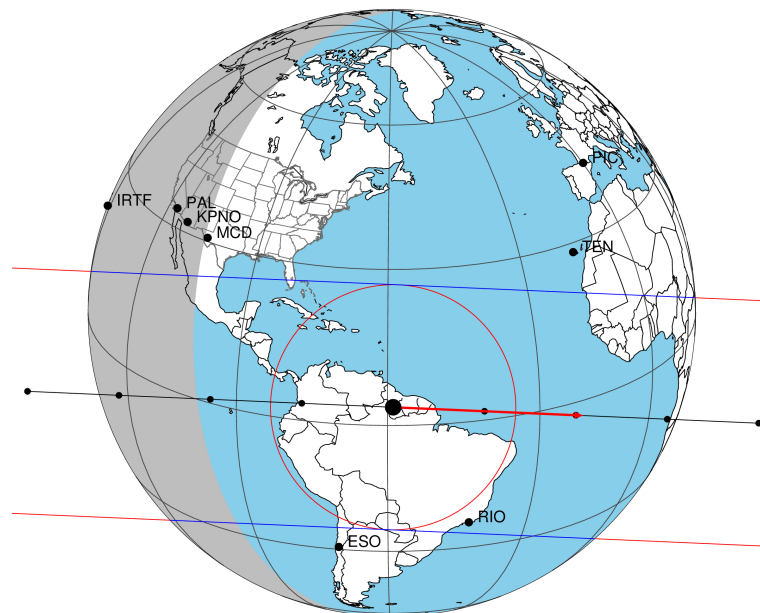 PIC
IRTF
PAL
KPNO
MCD
TEN
RIO
ESO